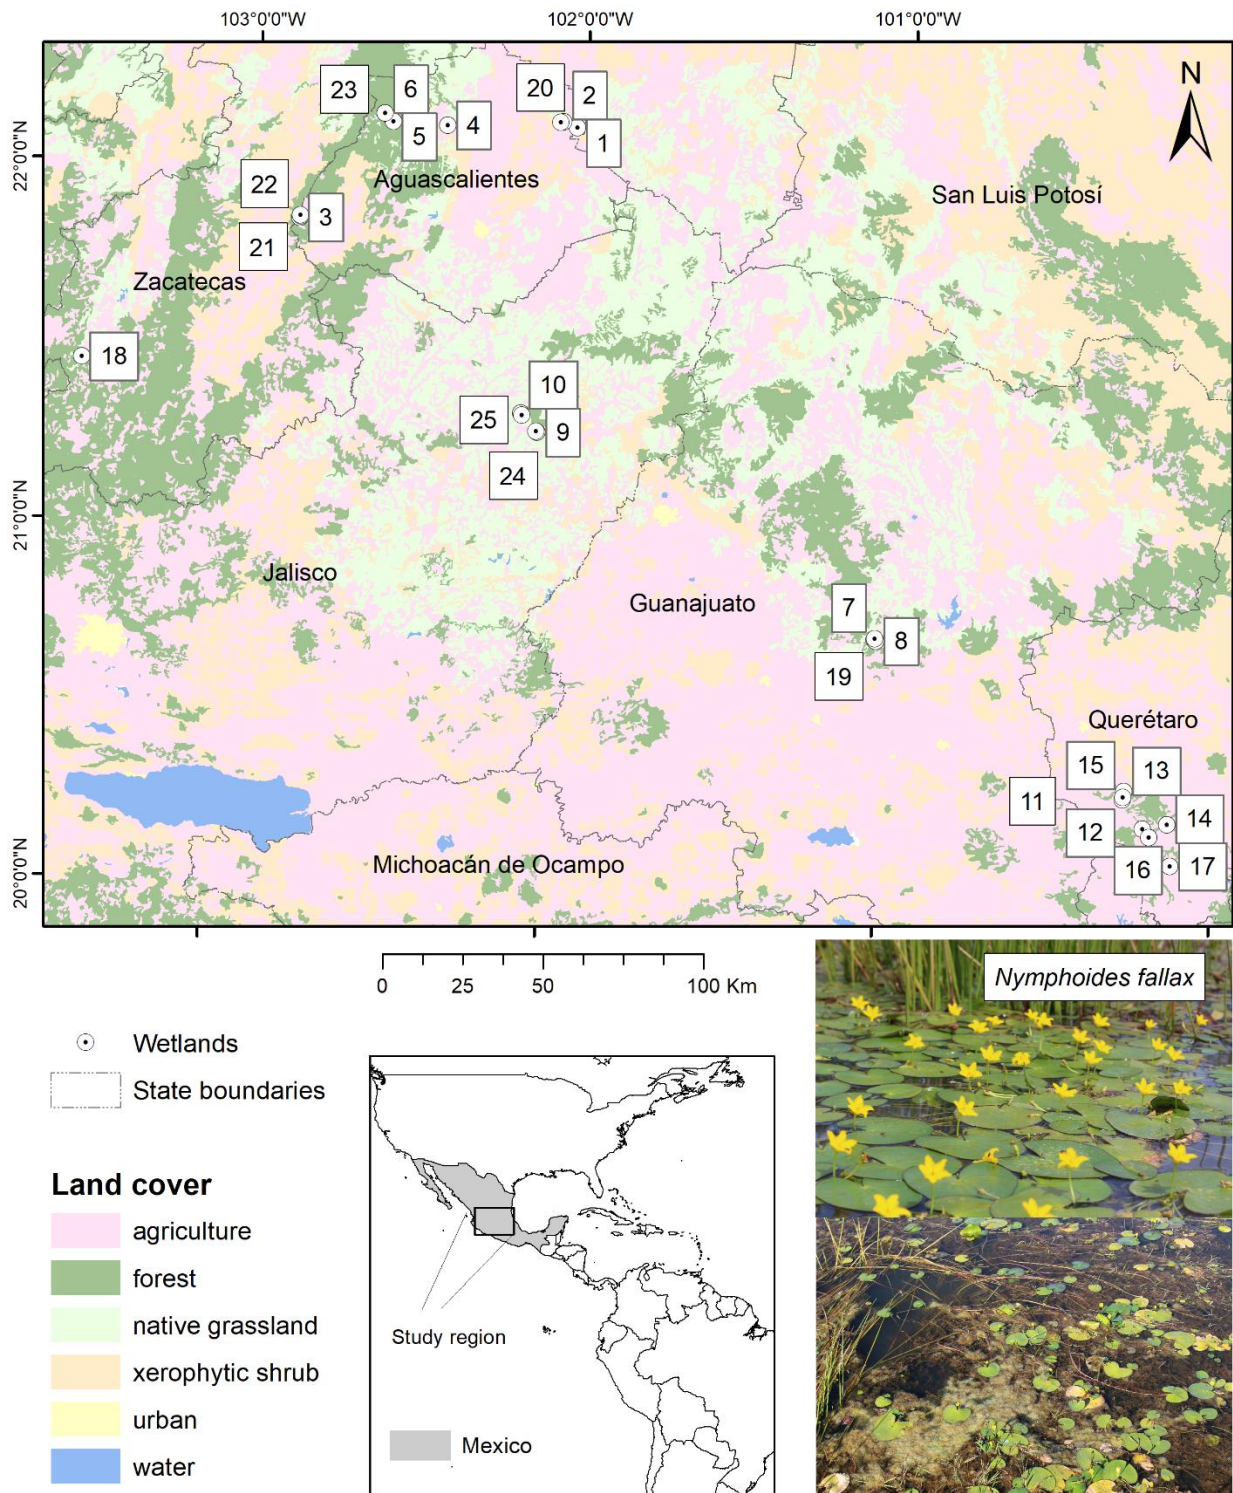 103°0'0"W
102°0'0"W
101°0'0"W
N
22°0'0"N
21°0'0"N
20°0'0"N
23
6
5
4
20
2
1
Aguascalientes
San Luis Potosí
22
3
21
Zacatecas
18
10
25
9
24
Jalisco
Guanajuato
7
8
19
Querétaro
15
13
11
12
14
16
17
Michoacán de Ocampo
0 25 50 100 Km
Nymphoides fallax
Wetlands
State boundaries
Land cover
agriculture
forest
native grassland
xerophytic shrub
urban
water
Study region
Mexico